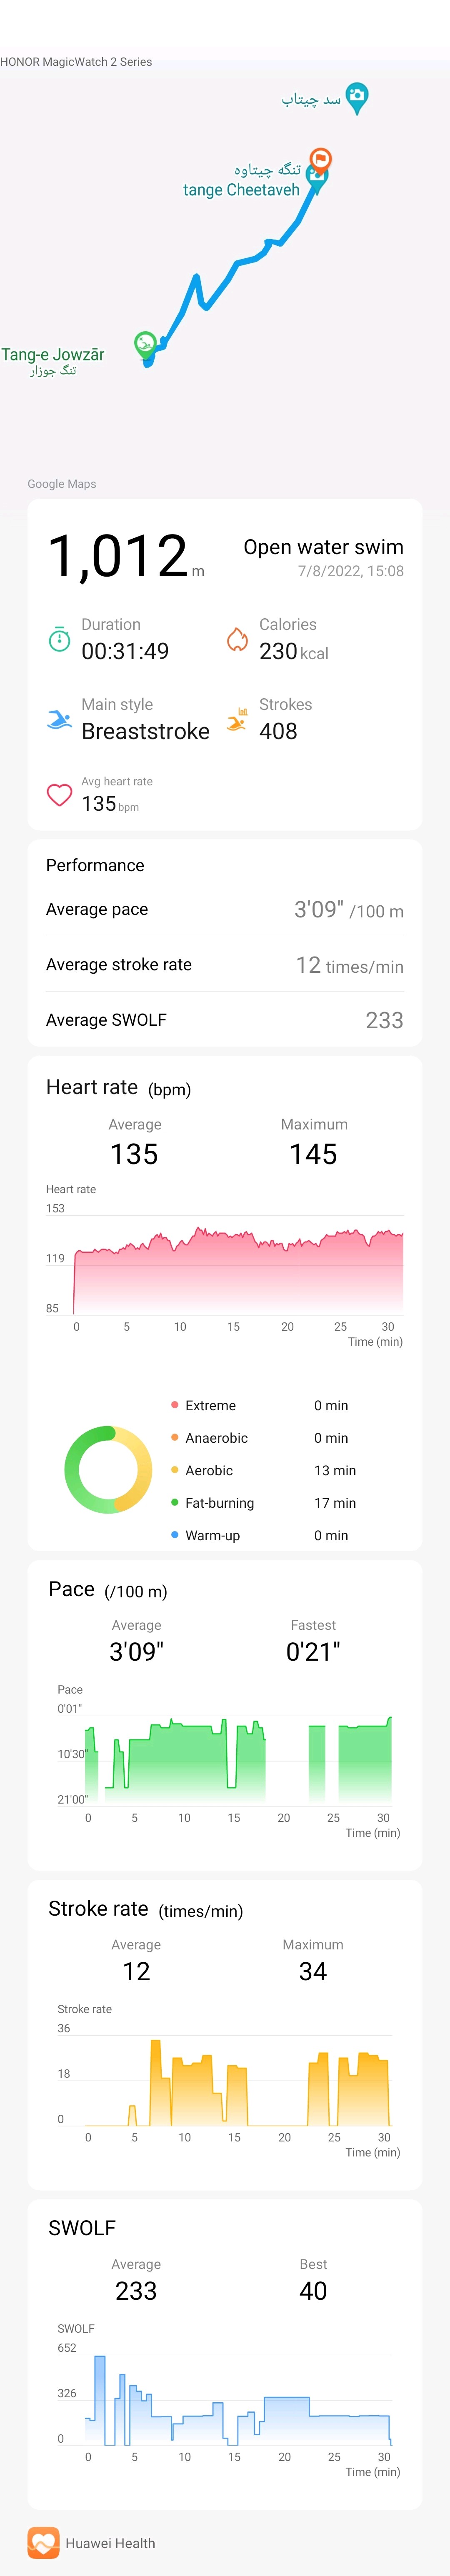 HONOR MagicWatch 2 Series
سد چیتاب
تنگه چیتاوه
tange Cheetaveh
Tang-e Jowzār
تنگ جوزار
Google Maps
1,012 m
Open water swim
7/8/2022, 15:08
Duration
00:31:49
Calories
230 kcal
Main style
Breaststroke
Strokes
408
Avg heart rate
135 bpm
Performance
Average pace 3'09" /100 m
Average stroke rate 12 times/min
Average SWOLF 233
Heart rate (bpm)
Average Maximum
135 145
Heart rate
153
119
85
0 5 10 15 20 25 30
Time (min)
Extreme 0 min
Anaerobic 0 min
Aerobic 13 min
Fat-burning 17 min
Warm-up 0 min
Pace (/100 m)
Average Fastest
3'09" 0'21"
Pace
0'01"
10'30"
21'00"
0 5 10 15 20 25 30
Time (min)
Stroke rate (times/min)
Average Maximum
12 34
Stroke rate
36
18
0
0 5 10 15 20 25 30
Time (min)
SWOLF
Average Best
233 40
SWOLF
652
326
0
0 5 10 15 20 25 30
Time (min)
Huawei Health